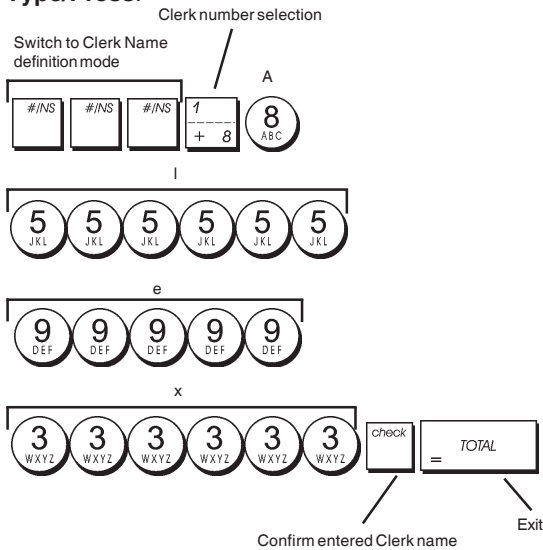 Clerk number selection
Switch to Clerk Name
definition mode
A
#/NS #/NS #/NS 1 + 8 8 ABC
l
5 JKL 5 JKL 5 JKL 5 JKL 5 JKL 5 JKL
e
9 DEF 9 DEF 9 DEF 9 DEF 9 DEF
x
3 WXYZ 3 WXYZ 3 WXYZ 3 WXYZ 3 WXYZ 3 WXYZ check = TOTAL
Exit
Confirm entered Clerk name